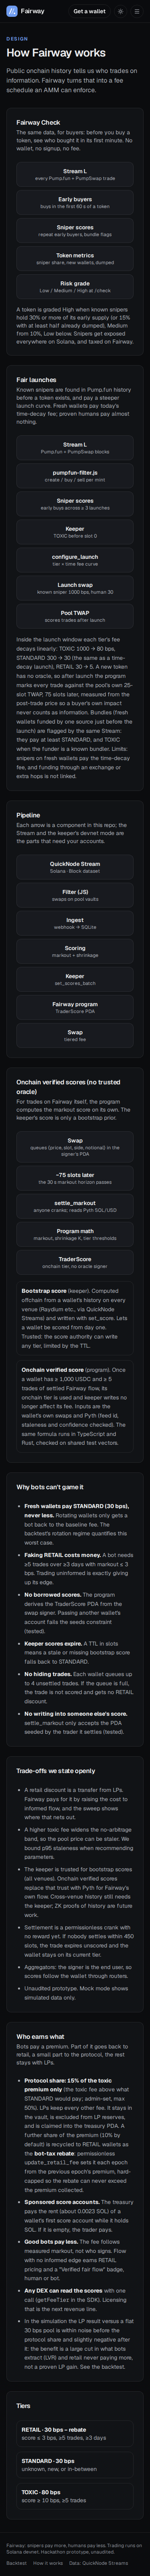 Fairway
Get a wallet
DESIGN
How Fairway works
Public onchain history tells us who trades on
information. Fairway turns that into a fee
schedule an AMM can enforce.
Fairway Check
The same data, for buyers: before you buy a
token, see who bought it in its first minute. No
wallet, no signup, no fee.
Stream L
every Pump.fun + PumpSwap trade
Early buyers
buys in the first 60 s of a token
Sniper scores
repeat early buyers, bundle flags
Token metrics
sniper share, new wallets, dumped
Risk grade
Low / Medium / High at /check
A token is graded High when known snipers
hold 30% or more of its early supply (or 15%
with at least half already dumped), Medium
from 10%, Low below. Snipers get exposed
everywhere on Solana, and taxed on Fairway.
Fair launches
Known snipers are found in Pump.fun history
before a token exists, and pay a steeper
launch curve. Fresh wallets pay today's
time-decay fee; proven humans pay almost
nothing.
Stream L
Pump.fun + PumpSwap blocks
pumpfun-filter.js
create / buy / sell per mint
Sniper scores
early buys across ≥ 3 launches
Keeper
TOXIC before slot 0
configure_launch
tier × time fee curve
Launch swap
known sniper 1000 bps, human 30
Pool TWAP
scores trades after launch
Inside the launch window each tier's fee
decays linearly: TOXIC 1000 → 80 bps,
STANDARD 300 → 30 (the same as a time-
decay launch), RETAIL 30 → 5. A new token
has no oracle, so after launch the program
marks every trade against the pool's own 25-
slot TWAP, 75 slots later, measured from the
post-trade price so a buyer's own impact
never counts as information. Bundles (fresh
wallets funded by one source just before the
launch) are flagged at the same Stream:
they pay at least STANDARD, and TOXIC
when the funder is a known bundler. Limits:
snipers on fresh wallets pay the time-decay
fee, and funding through an exchange or
extra hops is not linked.
Pipeline
Each arrow is a component in this repo; the
Stream and the keeper's devnet mode are
the parts that need your accounts.
QuickNode Stream
Solana · Block dataset
Filter (JS)
swaps on pool vaults
Ingest
webhook → SQLite
Scoring
markout + shrinkage
Keeper
set_scores_batch
Fairway program
TraderScore PDA
Swap
tiered fee
Onchain verified scores (no trusted
oracle)
For trades on Fairway itself, the program
computes the markout score on its own. The
keeper's score is only a bootstrap prior.
Swap
queues (price, slot, side, notional) in the
signer's PDA
~75 slots later
the 30 s markout horizon passes
settle_markout
anyone cranks; reads Pyth SOL/USD
Program math
markout, shrinkage K, tier thresholds
TraderScore
onchain tier, no oracle signer
Bootstrap score (keeper). Computed
offchain from a wallet's history on every
venue (Raydium etc. via QuickNode
Streams) and written with set_score. Lets
a wallet be scored from day one.
Trusted: the score authority can write
any tier, limited by the TTL.
Onchain verified score (program). Once
a wallet has a 1,000 USDC and ≥ 5
trades of settled Fairway flow, its
onchain tier is used and keeper writes no
longer affect its fee. Inputs are the
wallet's own swaps and Pyth (feed id,
staleness and confidence checked). The
same formula runs in TypeScript and
Rust, checked on shared test vectors.
Why bots can't game it
• Fresh wallets pay STANDARD (30 bps),
never less. Rotating wallets only gets a
bot back to the baseline fee. The
backtest's rotation regime quantifies this
worst case.
• Faking RETAIL costs money. A bot needs
≥5 trades over ≥3 days with markout ≤ 3
bps. Trading uninformed is exactly giving
up its edge.
• No borrowed scores. The program
derives the TraderScore PDA from the
swap signer. Passing another wallet's
account fails the seeds constraint
(tested).
• Keeper scores expire. A TTL in slots
means a stale or missing bootstrap score
falls back to STANDARD.
• No hiding trades. Each wallet queues up
to 4 unsettled trades. If the queue is full,
the trade is not scored and gets no RETAIL
discount.
• No writing into someone else's score.
settle_markout only accepts the PDA
seeded by the trader it settles (tested).
Trade-offs we state openly
• A retail discount is a transfer from LPs.
Fairway pays for it by raising the cost to
informed flow, and the sweep shows
where that nets out.
• A higher toxic fee widens the no-arbitrage
band, so the pool price can be staler. We
bound p95 staleness when recommending
parameters.
• The keeper is trusted for bootstrap scores
(all venues). Onchain verified scores
replace that trust with Pyth for Fairway's
own flow. Cross-venue history still needs
the keeper; ZK proofs of history are future
work.
• Settlement is a permissionless crank with
no reward yet. If nobody settles within 450
slots, the trade expires unscored and the
wallet stays on its current tier.
• Aggregators: the signer is the end user, so
scores follow the wallet through routers.
• Unaudited prototype. Mock mode shows
simulated data only.
Who earns what
Bots pay a premium. Part of it goes back to
retail, a small part to the protocol, the rest
stays with LPs.
• Protocol share: 15% of the toxic
premium only (the toxic fee above what
STANDARD would pay; admin-set, max
50%). LPs keep every other fee. It stays in
the vault, is excluded from LP reserves,
and is claimed into the treasury PDA. A
further share of the premium (10% by
default) is recycled to RETAIL wallets as
the bot-tax rebate: permissionless
update_retail_fee sets it each epoch
from the previous epoch's premium, hard-
capped so the rebate can never exceed
the premium collected.
• Sponsored score accounts. The treasury
pays the rent (about 0.0023 SOL) of a
wallet's first score account while it holds
SOL. If it is empty, the trader pays.
• Good bots pay less. The fee follows
measured markout, not who signs. Flow
with no informed edge earns RETAIL
pricing and a "Verified fair flow" badge,
human or bot.
• Any DEX can read the scores with one
call (getFeeTier in the SDK). Licensing
that is the next revenue line.
• In the simulation the LP result versus a flat
30 bps pool is within noise before the
protocol share and slightly negative after
it: the benefit is a large cut in what bots
extract (LVR) and retail never paying more,
not a proven LP gain. See the backtest.
Tiers
RETAIL · 30 bps − rebate
score ≤ 3 bps, ≥5 trades, ≥3 days
STANDARD · 30 bps
unknown, new, or in-between
TOXIC · 80 bps
score ≥ 10 bps, ≥5 trades
Fairway: snipers pay more, humans pay less. Trading runs on
Solana devnet. Hackathon prototype, unaudited.
Backtest How it works Data: QuickNode Streams